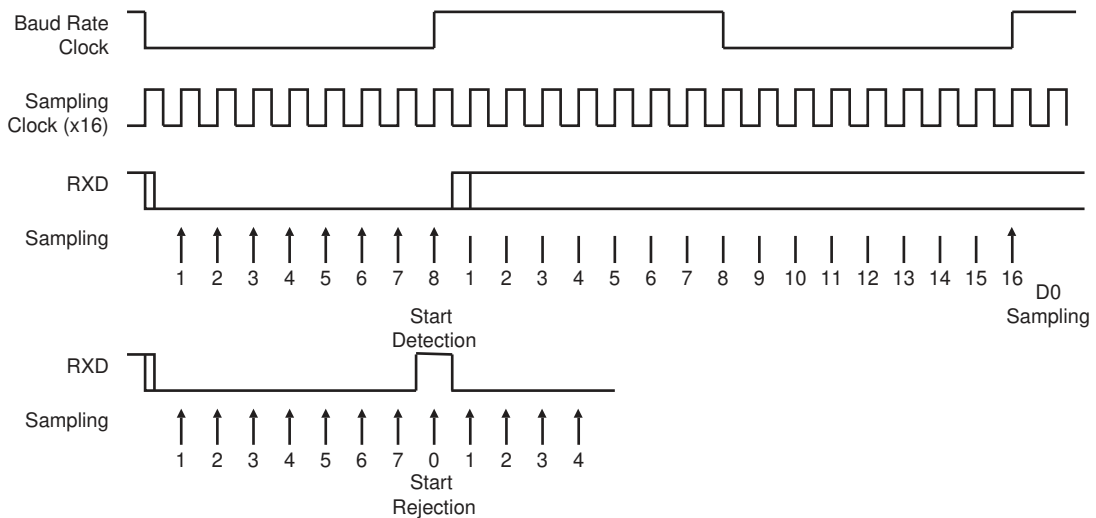 Baud Rate
Clock
Sampling
Clock (x16)
RXD
Sampling
1 2 3 4 5 6 7 8 1 2 3 4 5 6 7 8 9 10 11 12 13 14 15 16
D0
Sampling
Start
Detection
RXD
Sampling
1 2 3 4 5 6 7 0 1 2 3 4
Start
Rejection